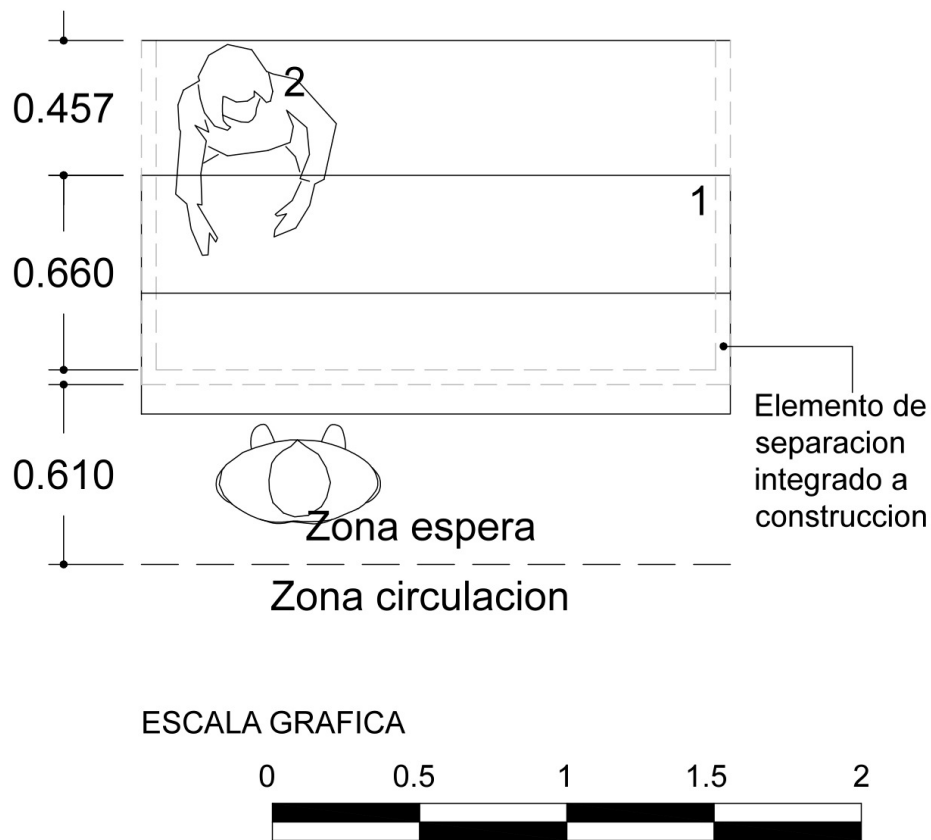 2
0.457
1
0.660
Elemento de
separacion
integrado a
construccion
0.610
Zona espera
Zona circulacion
ESCALA GRAFICA
0 0.5 1 1.5 2